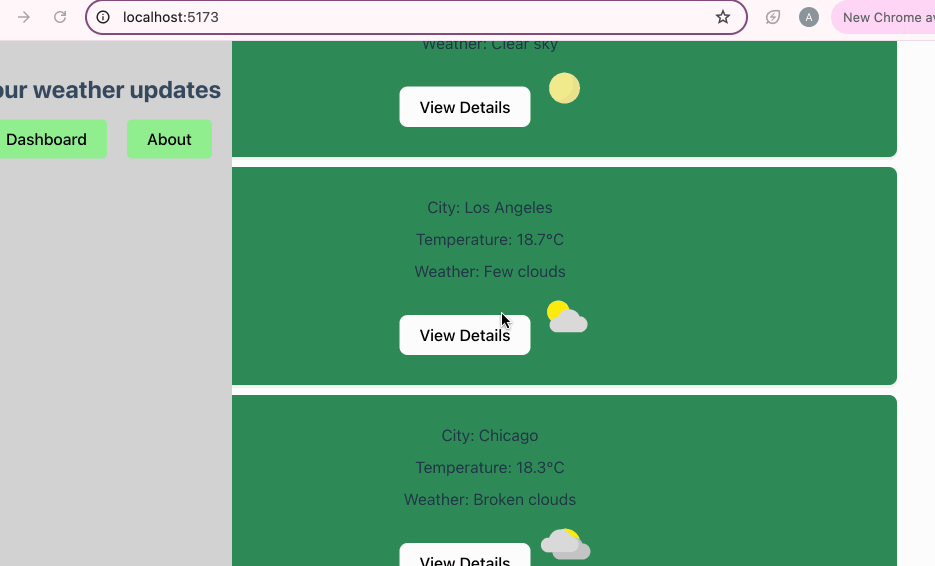 localhost:5173
A
New Chrome av
our weather updates
Dashboard
About
Weather: Clear sky
View Details
City: Los Angeles
Temperature: 18.7°C
Weather: Few clouds
View Details
City: Chicago
Temperature: 18.3°C
Weather: Broken clouds
View Details